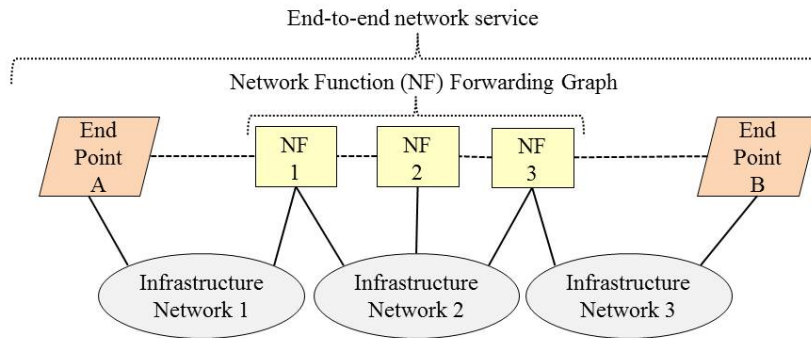 End-to-end network service
Network Function (NF) Forwarding Graph
End
Point
A
NF
1
NF
2
NF
3
End
Point
B
Infrastructure
Network 1
Infrastructure
Network 2
Infrastructure
Network 3